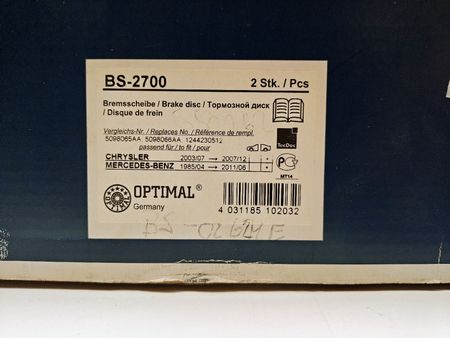 BS-2700 2 Stk. / Pcs
Bremsscheibe / Brake disc / Тормозной диск
/ Disque de frein
Vergleichs-Nr. / Replaces No. / Référence de rempl.
5098065AA, 5098066AA, 1244230512
passend für / to fit / pour
TecDoc
CHRYSLER 2003/07 → 2007/12
MERCEDES-BENZ 1985/04 → 2011/06
MT14
OPTIMAL®
Germany
4 031185 102032